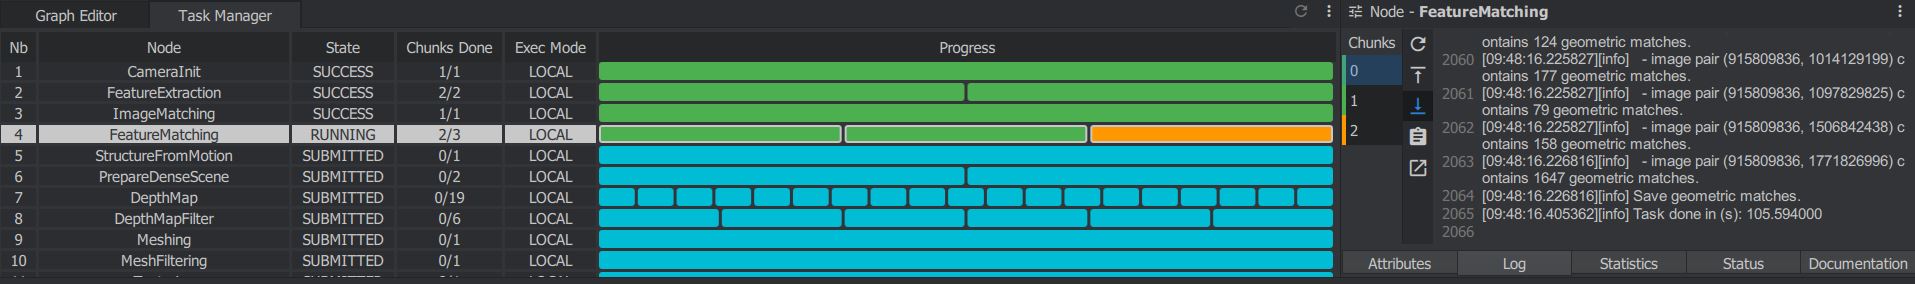 Graph Editor
Task Manager
Nb Node State Chunks Done Exec Mode Progress
1 CameraInit SUCCESS 1/1 LOCAL
2 FeatureExtraction SUCCESS 2/2 LOCAL
3 ImageMatching SUCCESS 1/1 LOCAL
4 FeatureMatching RUNNING 2/3 LOCAL
5 StructureFromMotion SUBMITTED 0/1 LOCAL
6 PrepareDenseScene SUBMITTED 0/2 LOCAL
7 DepthMap SUBMITTED 0/19 LOCAL
8 DepthMapFilter SUBMITTED 0/6 LOCAL
9 Meshing SUBMITTED 0/1 LOCAL
10 MeshFiltering SUBMITTED 0/1 LOCAL
Node - FeatureMatching
Chunks
0
1
2
ontains 124 geometric matches.
2060 [09:48:16.225827][info] - image pair (915809836, 1014129199) c
ontains 177 geometric matches.
2061 [09:48:16.225827][info] - image pair (915809836, 1097829825) c
ontains 79 geometric matches.
2062 [09:48:16.225827][info] - image pair (915809836, 1506842438) c
ontains 158 geometric matches.
2063 [09:48:16.226816][info] - image pair (915809836, 1771826996) c
ontains 1647 geometric matches.
2064 [09:48:16.226816][info] Save geometric matches.
2065 [09:48:16.405362][info] Task done in (s): 105.594000
2066
Attributes Log Statistics Status Documentation